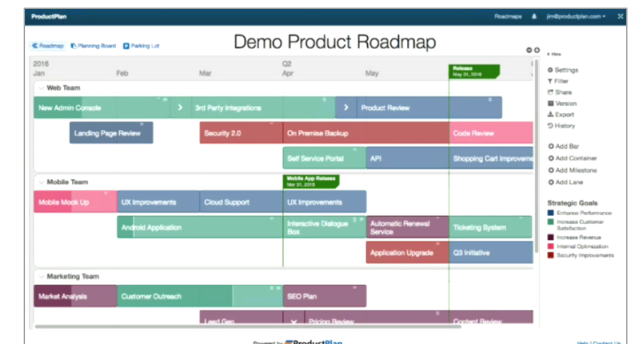 ProductPlan
Roadmaps
jim@productplan.com
Roadmap
Planning Board
Parking Lot
Demo Product Roadmap
2016
Jan
Feb
Mar
Q2
Apr
May
Release
May 31, 2016
Web Team
New Admin Console
3rd Party Integrations
Product Review
Landing Page Review
Security 2.0
On Premise Backup
Code Review
Self Service Portal
API
Shopping Cart Improveme
Mobile Team
Mobile App Release
Mar 31, 2016
Mobile Mock Up
UX Improvements
Cloud Support
UX Improvements
Android Application
Interactive Dialogue
Box
Automatic Renewal
Service
Ticketing System
Application Upgrade
Q3 Initiative
Marketing Team
Market Analysis
Customer Outreach
SEO Plan
Lead Gen
Pricing Review
Content Review
Settings
Filter
Share
Version
Export
History
Add Bar
Add Container
Add Milestone
Add Lane
Strategic Goals
Enhance Performance
Increase Customer
Satisfaction
Increase Revenue
Internal Optimization
Security Improvements
Powered by ProductPlan
Help | Contact Us